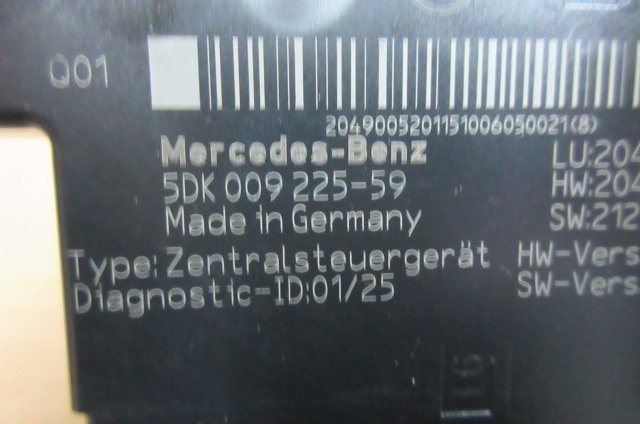 Q01
2049005201151006050021(8)
Mercedes-Benz LU:204
5DK 009 225-59 HW:204
Made in Germany SW:212
Type: Zentralsteuergerät HW-Vers
Diagnostic-ID:01/25 SW-Vers